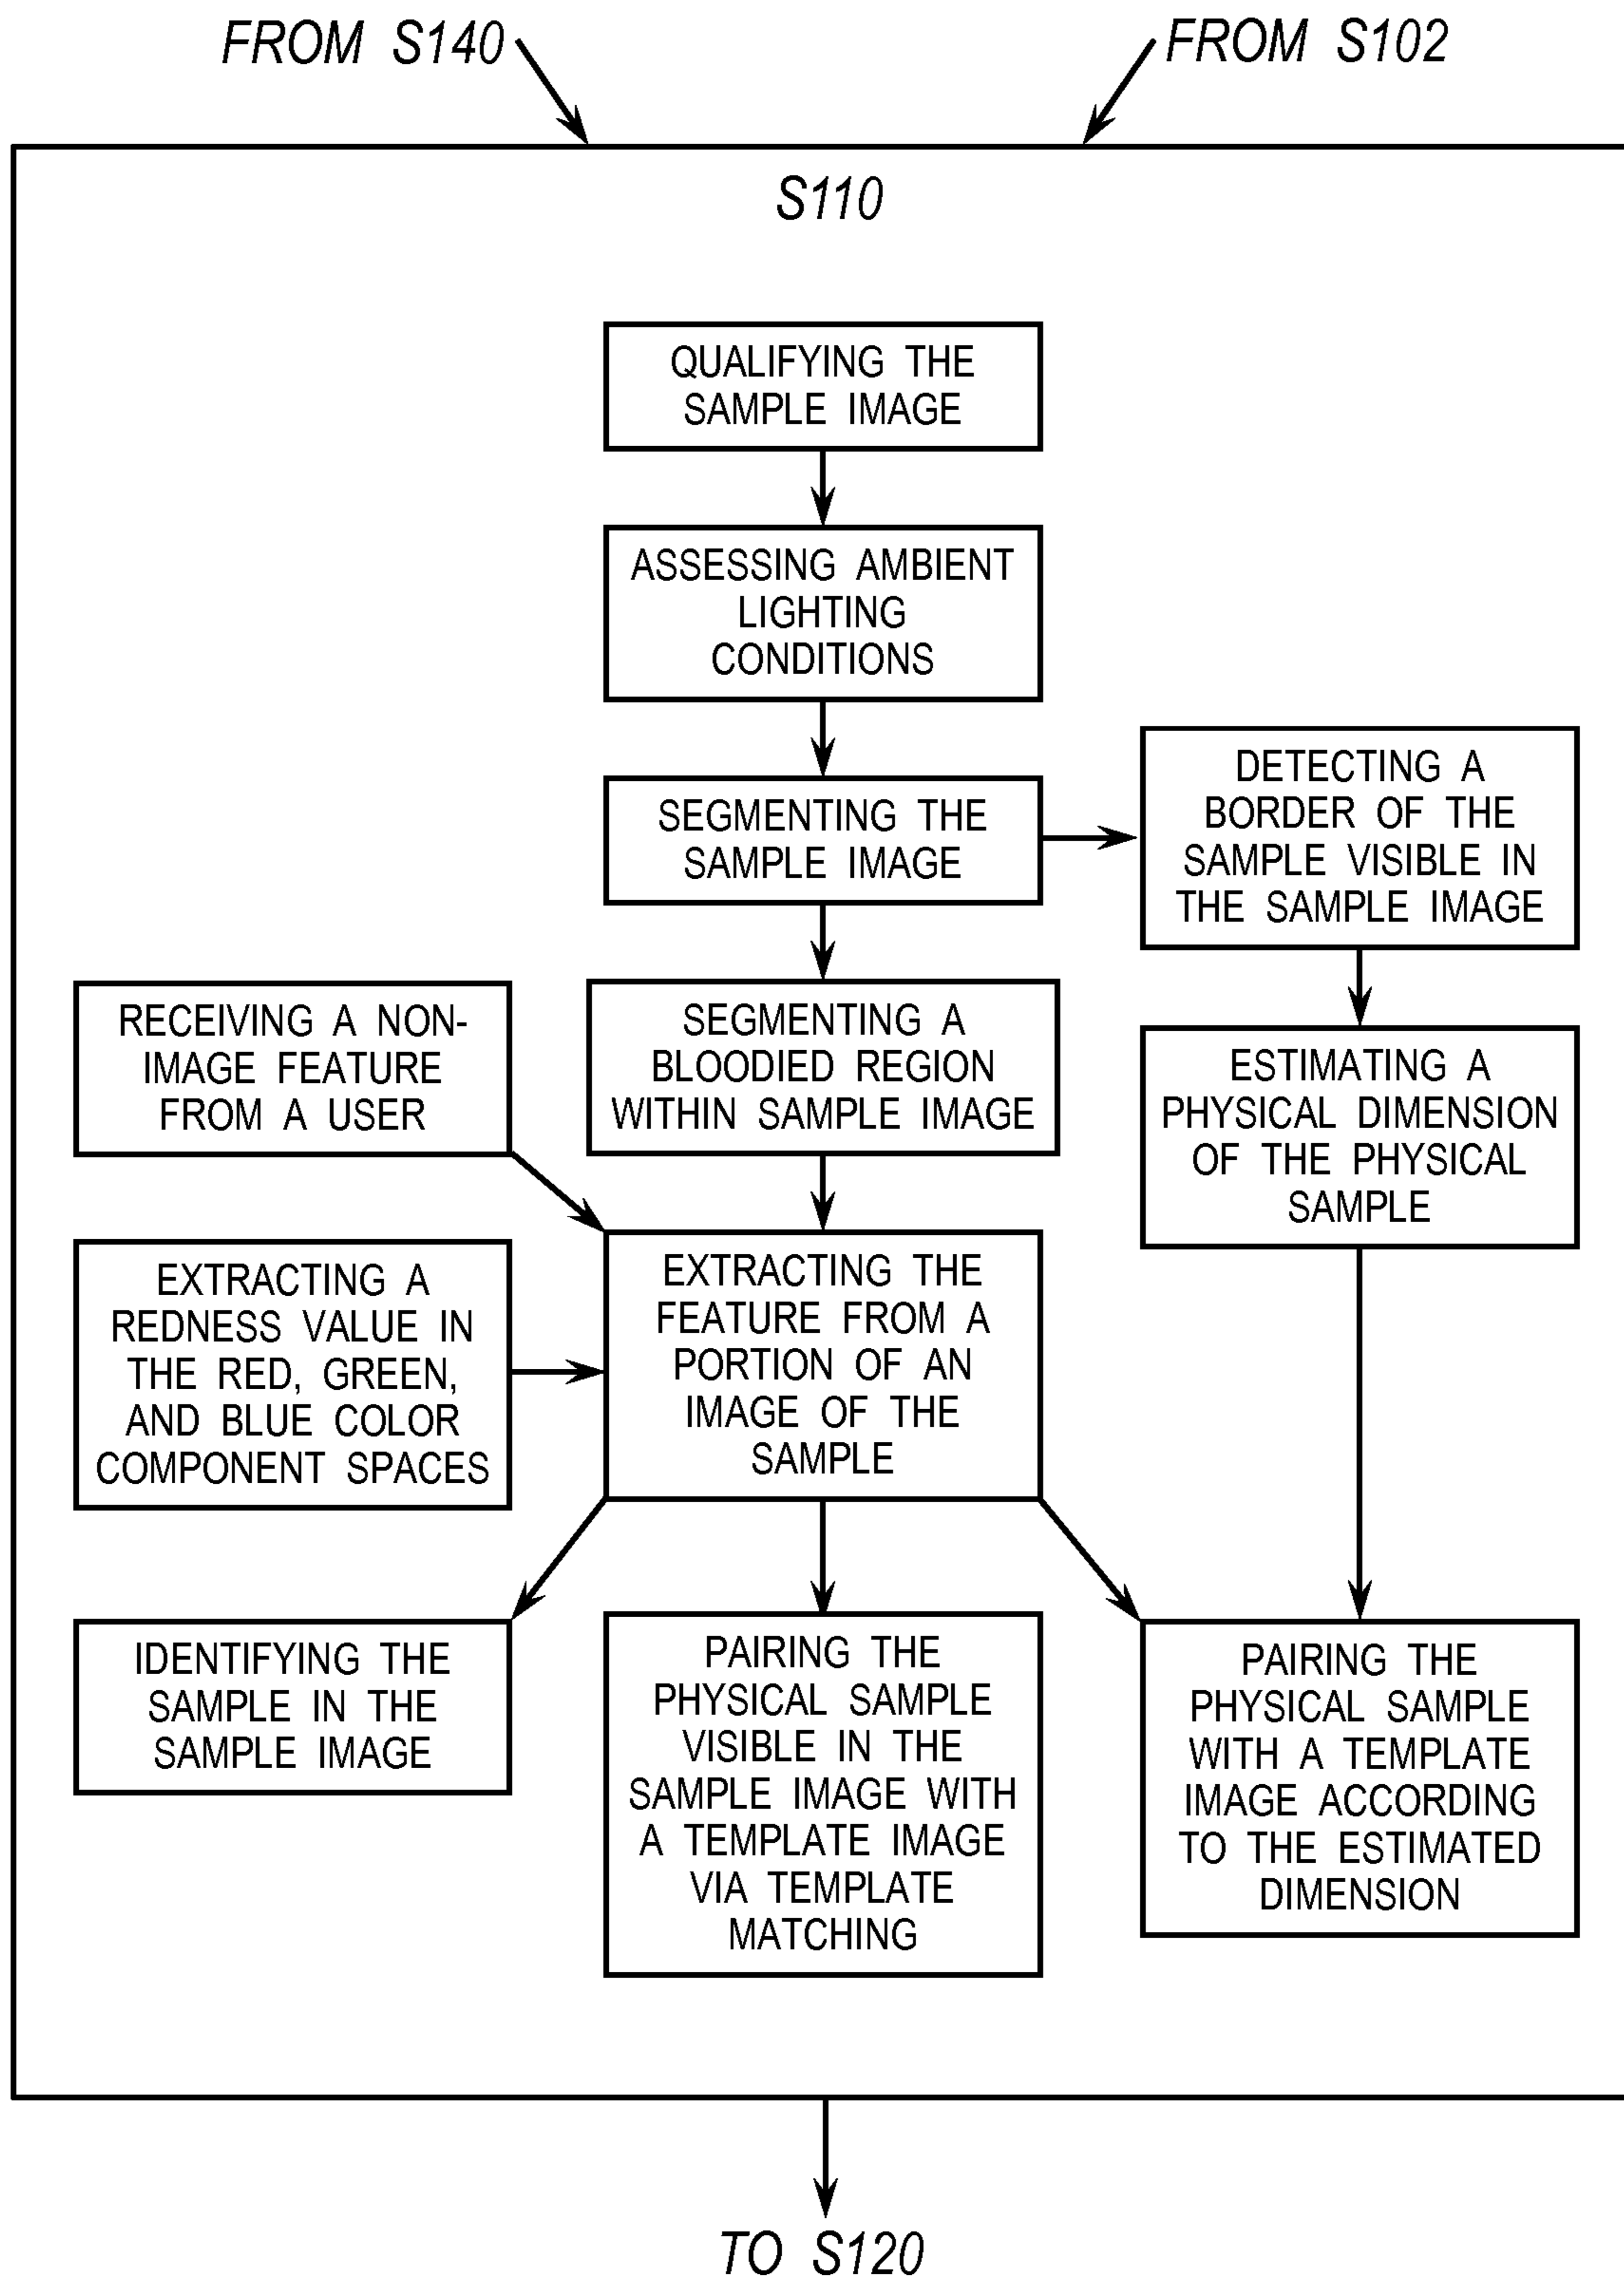 FROM S140
FROM S102
S110
QUALIFYING THE
SAMPLE IMAGE
ASSESSING AMBIENT
LIGHTING
CONDITIONS
SEGMENTING THE
SAMPLE IMAGE
DETECTING A
BORDER OF THE
SAMPLE VISIBLE IN
THE SAMPLE IMAGE
RECEIVING A NON-
IMAGE FEATURE
FROM A USER
SEGMENTING A
BLOODIED REGION
WITHIN SAMPLE IMAGE
ESTIMATING A
PHYSICAL DIMENSION
OF THE PHYSICAL
SAMPLE
EXTRACTING A
REDNESS VALUE IN
THE RED, GREEN,
AND BLUE COLOR
COMPONENT SPACES
EXTRACTING THE
FEATURE FROM A
PORTION OF AN
IMAGE OF THE
SAMPLE
IDENTIFYING THE
SAMPLE IN THE
SAMPLE IMAGE
PAIRING THE
PHYSICAL SAMPLE
VISIBLE IN THE
SAMPLE IMAGE WITH
A TEMPLATE IMAGE
VIA TEMPLATE
MATCHING
PAIRING THE
PHYSICAL SAMPLE
WITH A TEMPLATE
IMAGE ACCORDING
TO THE ESTIMATED
DIMENSION
TO S120